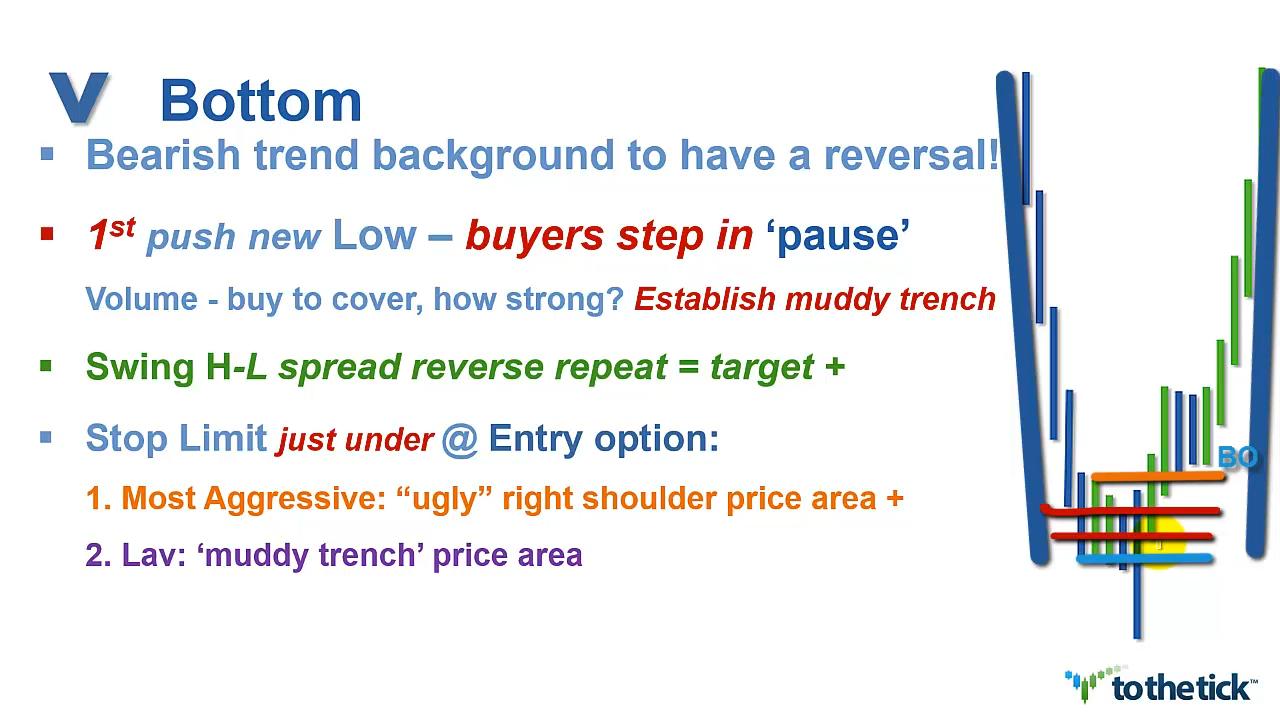 V Bottom
▪ Bearish trend background to have a reversal!
▪ 1st push new Low – buyers step in ‘pause’
Volume - buy to cover, how strong? Establish muddy trench
▪ Swing H-L spread reverse repeat = target +
▪ Stop Limit just under @ Entry option:
BO
1. Most Aggressive: “ugly” right shoulder price area +
2. Lav: ‘muddy trench’ price area
tothetick™